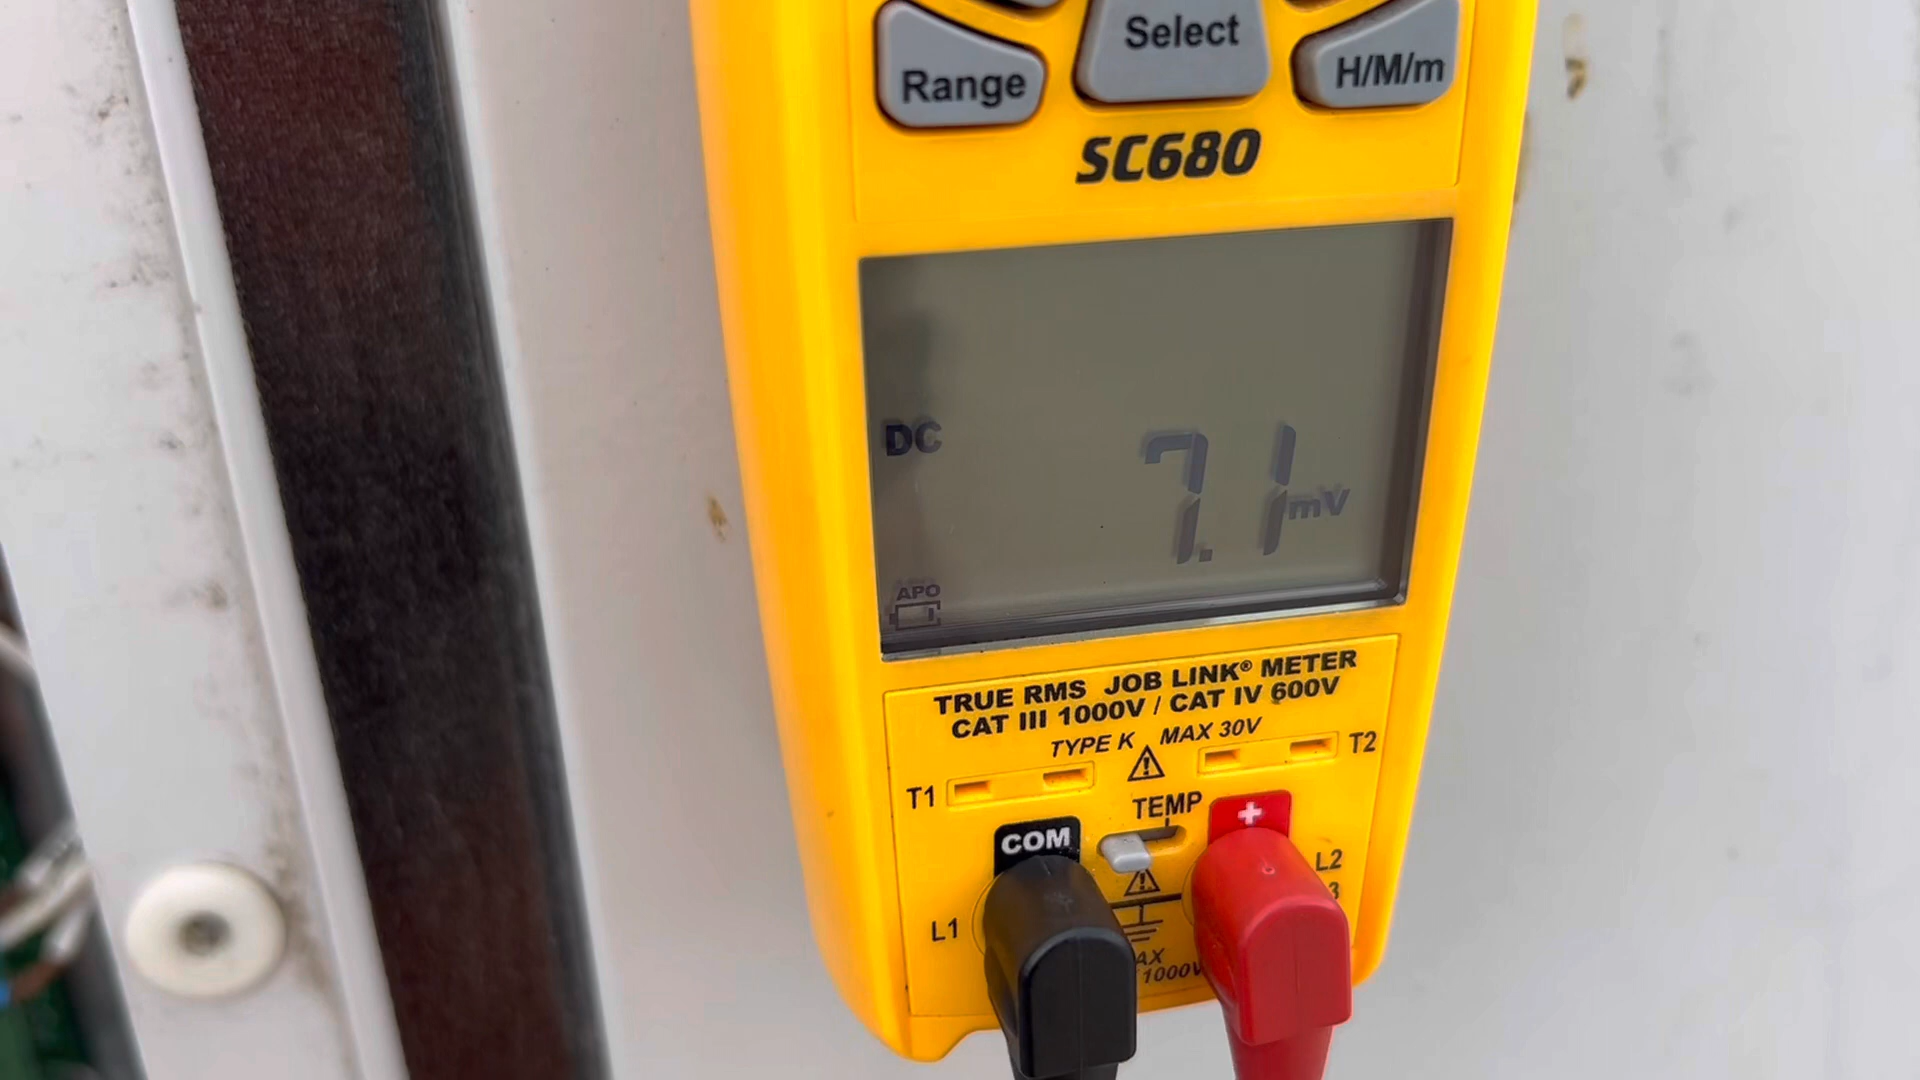 Select
Range
H/M/m
SC680
DC
7.1 mV
APO
TRUE RMS JOB LINK® METER
CAT III 1000V / CAT IV 600V
TYPE K MAX 30V
T1
T2
TEMP
COM
+
L2
L1
1000V